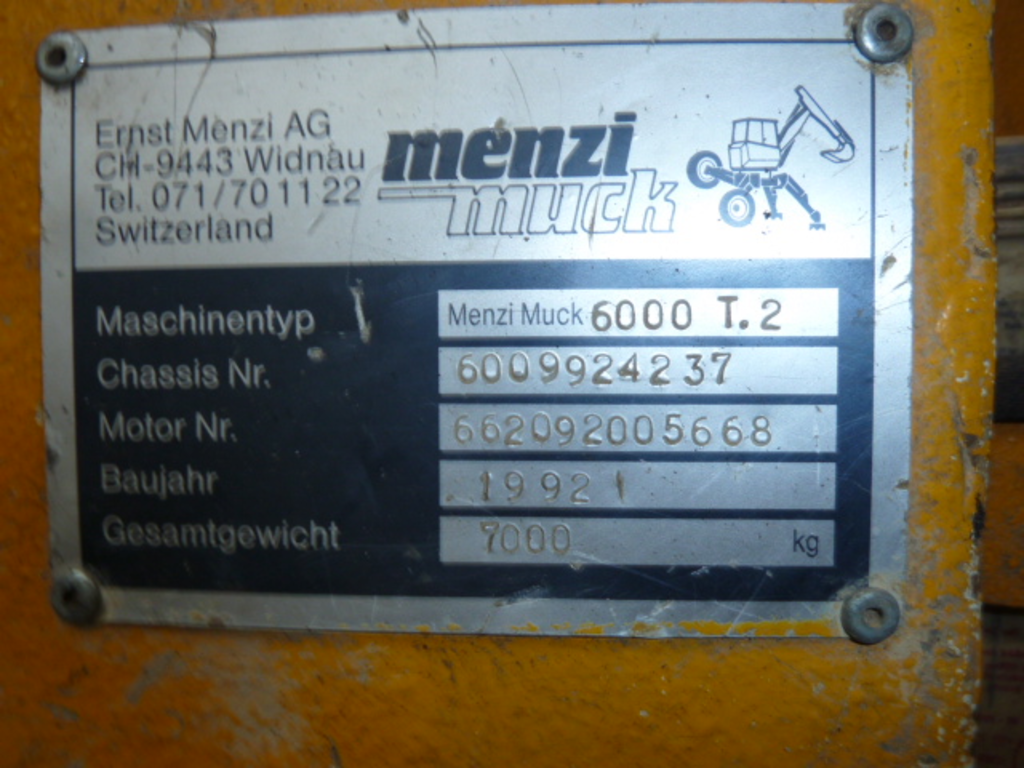 Ernst Menzi AG
CH-9443 Widnau
Tel. 071/70 11 22
Switzerland
menzi
muck
Maschinentyp Menzi Muck 6000 T.2
Chassis Nr. 6009924237
Motor Nr. 662092005668
Baujahr 1992
Gesamtgewicht 7000 kg